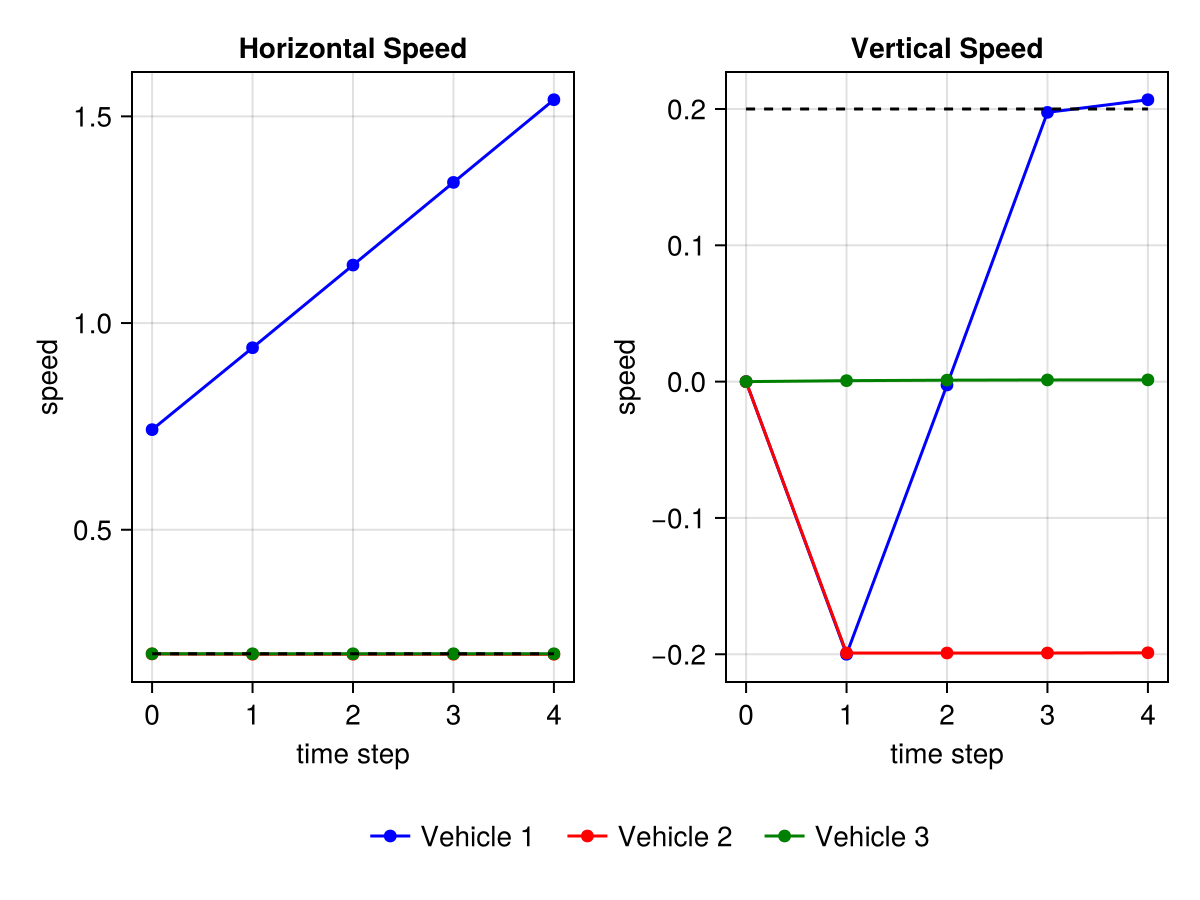 Horizontal Speed
1.5
1.0
0.5
speed
0 1 2 3 4
time step
Vertical Speed
0.2
0.1
0.0
−0.1
−0.2
speed
0 1 2 3 4
time step
Vehicle 1 Vehicle 2 Vehicle 3